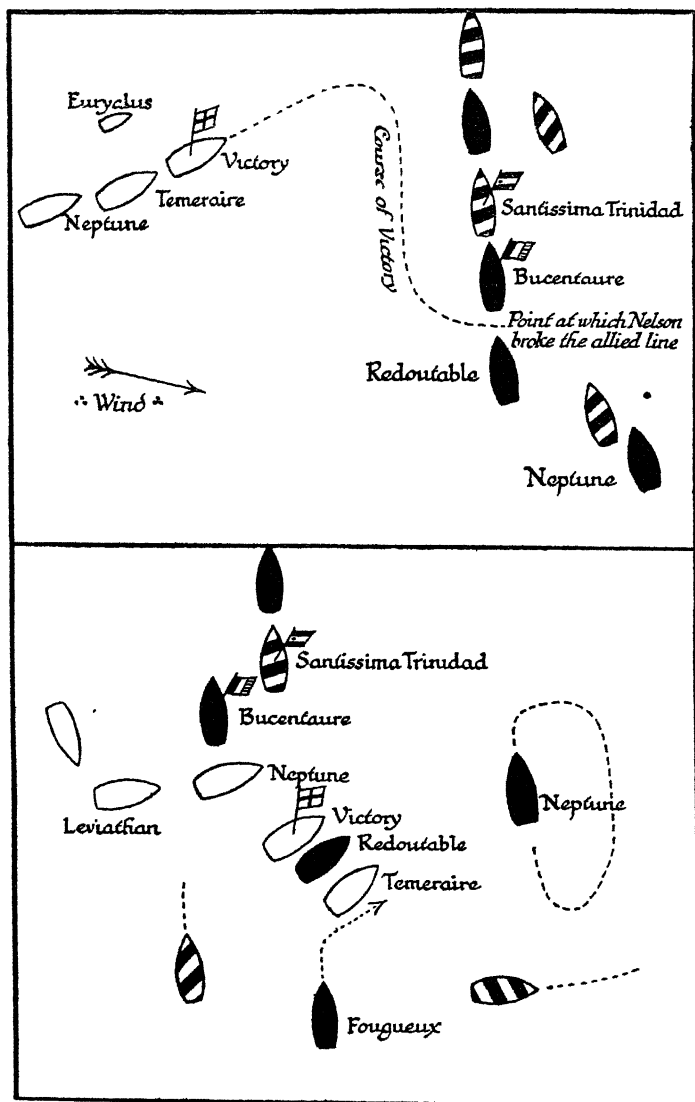 Euryalus
Victory
Temeraire
Neptune
Course of Victory
Santissima Trinidad
Bucentaure
Point at which Nelson
broke the allied line
Redoutable
Wind
Neptune
Santissima Trinidad
Bucentaure
Neptune
Neptune
Leviathan
Victory
Redoutable
Temeraire
Fougueux